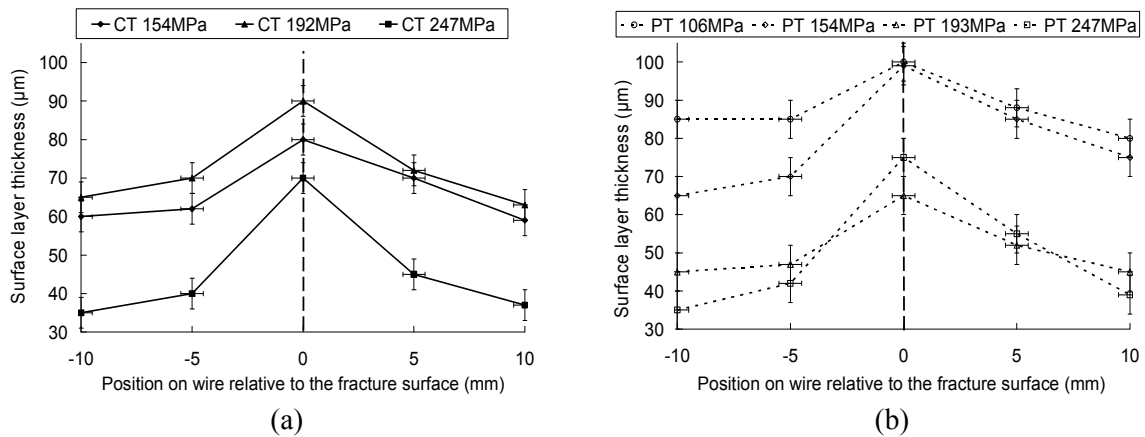 CT 154MPa CT 192MPa CT 247MPa
100
90
80
70
60
50
40
30
Surface layer thickness (µm)
-10 -5 0 5 10
Position on wire relative to the fracture surface (mm)
(a)
PT 106MPa PT 154MPa PT 193MPa PT 247MPa
100
90
80
70
60
50
40
30
Surface layer thickness (µm)
-10 -5 0 5 10
Position on wire relative to the fracture surface (mm)
(b)